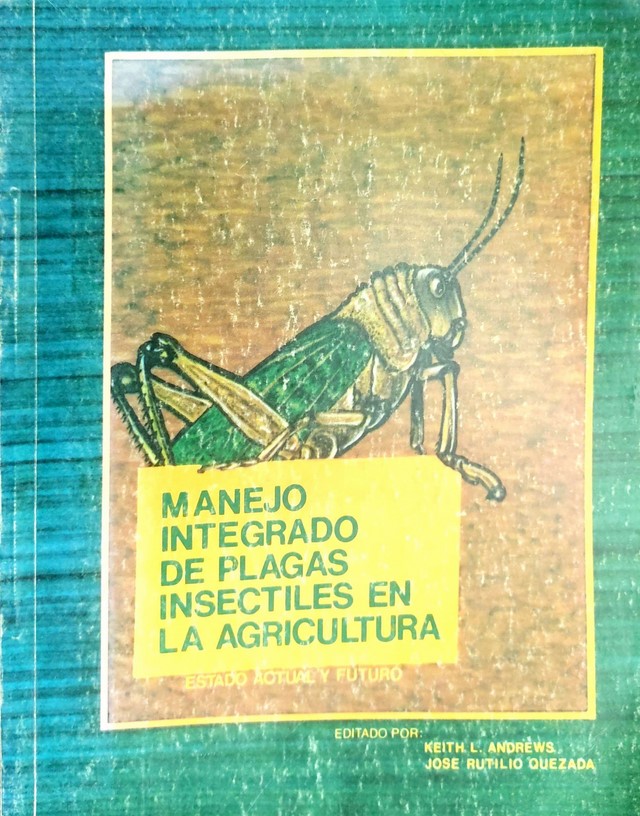 MANEJO
INTEGRADO
DE PLAGAS
INSECTILES EN
LA AGRICULTURA
ESTADO ACTUAL Y FUTURO
EDITADO POR:
KEITH L. ANDREWS
JOSE RUTILIO QUEZADA